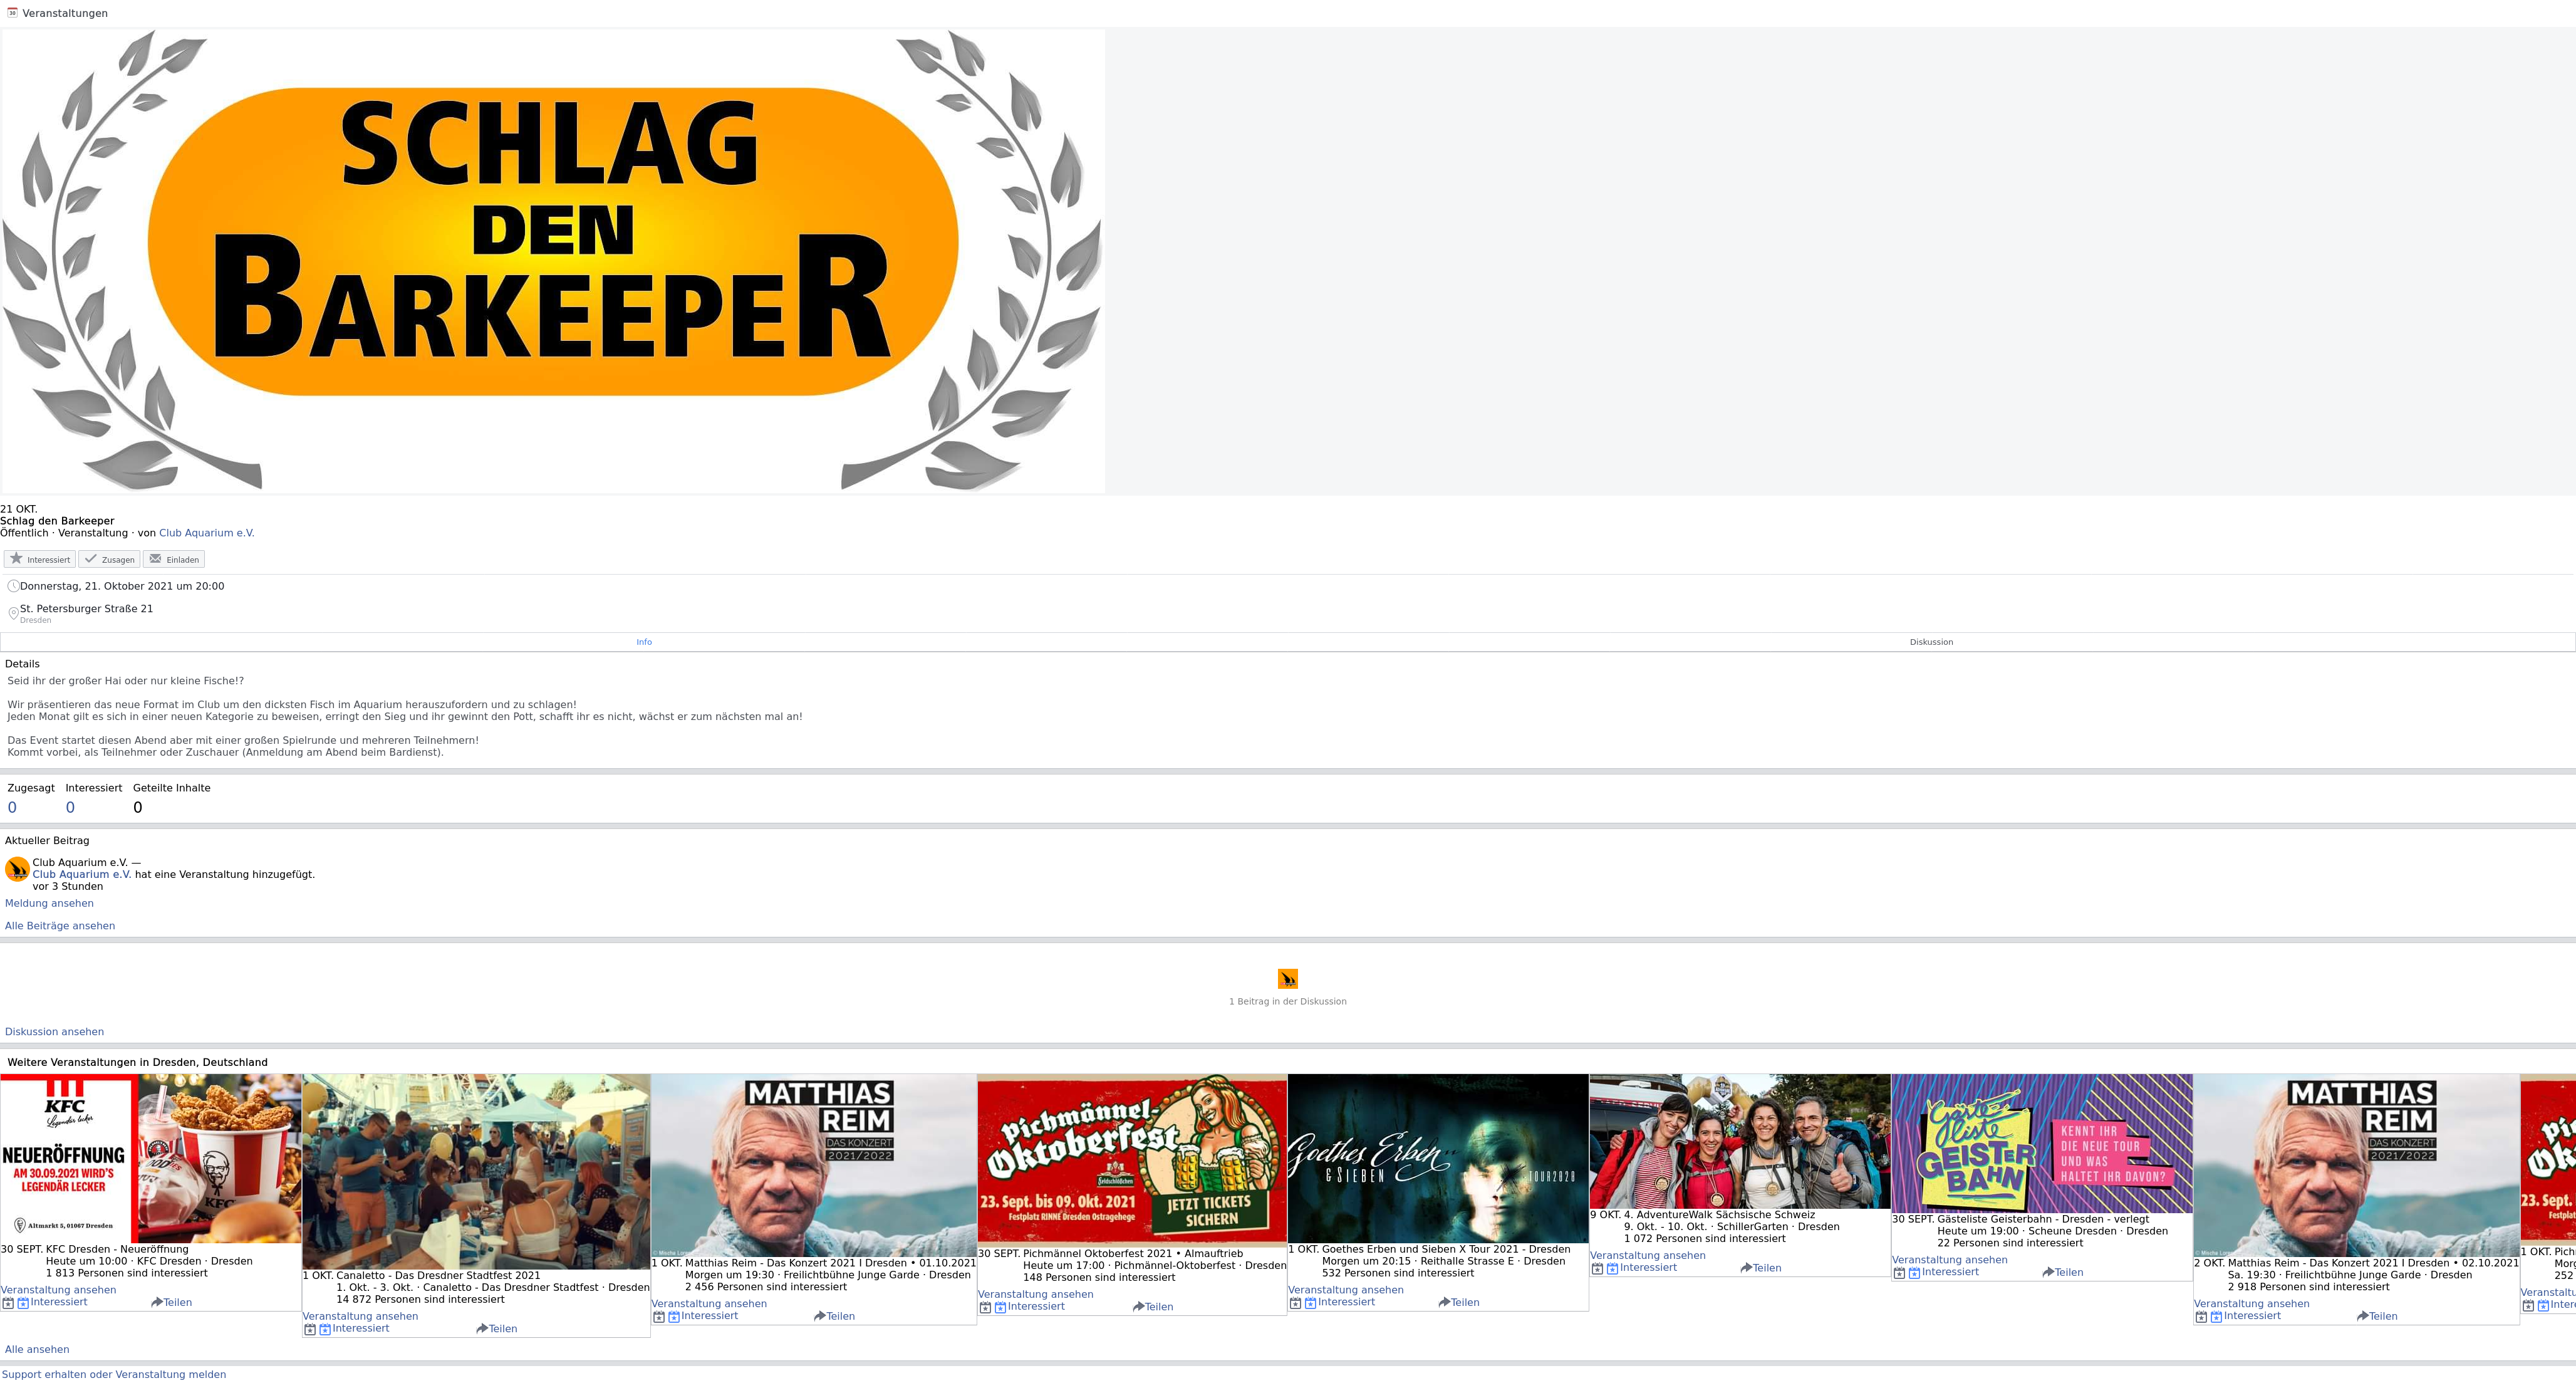 Veranstaltungen
SCHLAG
DEN
BARKEEPER
21 OKT.
Schlag den Barkeeper
Öffentlich · Veranstaltung · von Club Aquarium e.V.
Interessiert Zusagen Einladen
Donnerstag, 21. Oktober 2021 um 20:00
St. Petersburger Straße 21
Dresden
Info Diskussion
Details
Seid ihr der großer Hai oder nur kleine Fische!?
Wir präsentieren das neue Format im Club um den dicksten Fisch im Aquarium herauszufordern und zu schlagen!
Jeden Monat gilt es sich in einer neuen Kategorie zu beweisen, erringt den Sieg und ihr gewinnt den Pott, schafft ihr es nicht, wächst er zum nächsten mal an!
Das Event startet diesen Abend aber mit einer großen Spielrunde und mehreren Teilnehmern!
Kommt vorbei, als Teilnehmer oder Zuschauer (Anmeldung am Abend beim Bardienst).
Zugesagt Interessiert Geteilte Inhalte
0 0 0
Aktueller Beitrag
Club Aquarium e.V. —
Club Aquarium e.V. hat eine Veranstaltung hinzugefügt.
vor 3 Stunden
Meldung ansehen
Alle Beiträge ansehen
1 Beitrag in der Diskussion
Diskussion ansehen
Weitere Veranstaltungen in Dresden, Deutschland
KFC
Legendär lecker
NEUERÖFFNUNG
AM 30.09.2021 WIRD'S
LEGENDÄR LECKER
Altmarkt 5, 01067 Dresden
KFC
30 SEPT. KFC Dresden - Neueröffnung
Heute um 10:00 · KFC Dresden · Dresden
1 813 Personen sind interessiert
Veranstaltung ansehen
Interessiert Teilen
1 OKT. Canaletto - Das Dresdner Stadtfest 2021
1. Okt. - 3. Okt. · Canaletto - Das Dresdner Stadtfest · Dresden
14 872 Personen sind interessiert
Veranstaltung ansehen
Interessiert Teilen
MATTHIAS
REIM
DAS KONZERT
2021/2022
1 OKT. Matthias Reim - Das Konzert 2021 I Dresden • 01.10.2021
Morgen um 19:30 · Freilichtbühne Junge Garde · Dresden
2 456 Personen sind interessiert
Veranstaltung ansehen
Interessiert Teilen
Pichmännel-
Oktoberfest
Feldschlößchen
23. Sept. bis 09. Okt. 2021
Festplatz RINNE Dresden Ostragehege
JETZT TICKETS
SICHERN
30 SEPT. Pichmännel Oktoberfest 2021 • Almauftrieb
Heute um 17:00 · Pichmännel-Oktoberfest · Dresden
148 Personen sind interessiert
Veranstaltung ansehen
Interessiert Teilen
Goethes Erben
& SIEBEN
TOUR2020
1 OKT. Goethes Erben und Sieben X Tour 2021 - Dresden
Morgen um 20:15 · Reithalle Strasse E · Dresden
532 Personen sind interessiert
Veranstaltung ansehen
Interessiert Teilen
9 OKT. 4. AdventureWalk Sächsische Schweiz
9. Okt. - 10. Okt. · SchillerGarten · Dresden
1 072 Personen sind interessiert
Veranstaltung ansehen
Interessiert Teilen
Gäste
liste
GEISTER
BAHN
KENNT IHR
DIE NEUE TOUR
UND WAS
HALTET IHR DAVON?
30 SEPT. Gästeliste Geisterbahn - Dresden - verlegt
Heute um 19:00 · Scheune Dresden · Dresden
22 Personen sind interessiert
Veranstaltung ansehen
Interessiert Teilen
MATTHIAS
REIM
DAS KONZERT
2021/2022
2 OKT. Matthias Reim - Das Konzert 2021 I Dresden • 02.10.2021
Sa. 19:30 · Freilichtbühne Junge Garde · Dresden
2 918 Personen sind interessiert
Veranstaltung ansehen
Interessiert Teilen
23. Sept.
1 OKT.
252
Alle ansehen
Support erhalten oder Veranstaltung melden